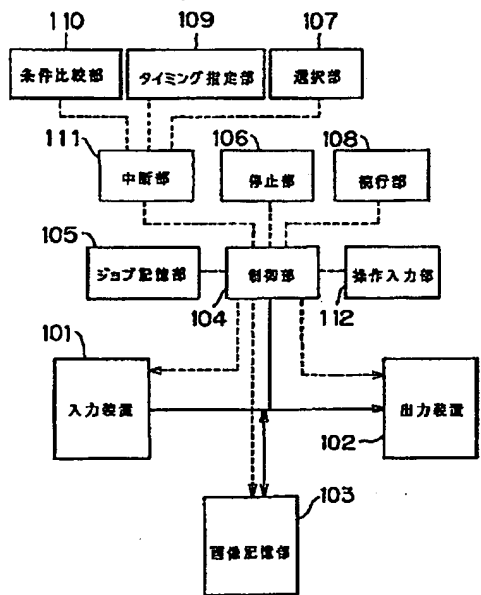 110
109
107
条件比較部
タイミング指定部
選択部
111
106
108
中断部
停止部
続行部
105
ジョブ記憶部
制御部
操作入力部
104
112
101
入力装置
出力装置
102
103
画像記憶部